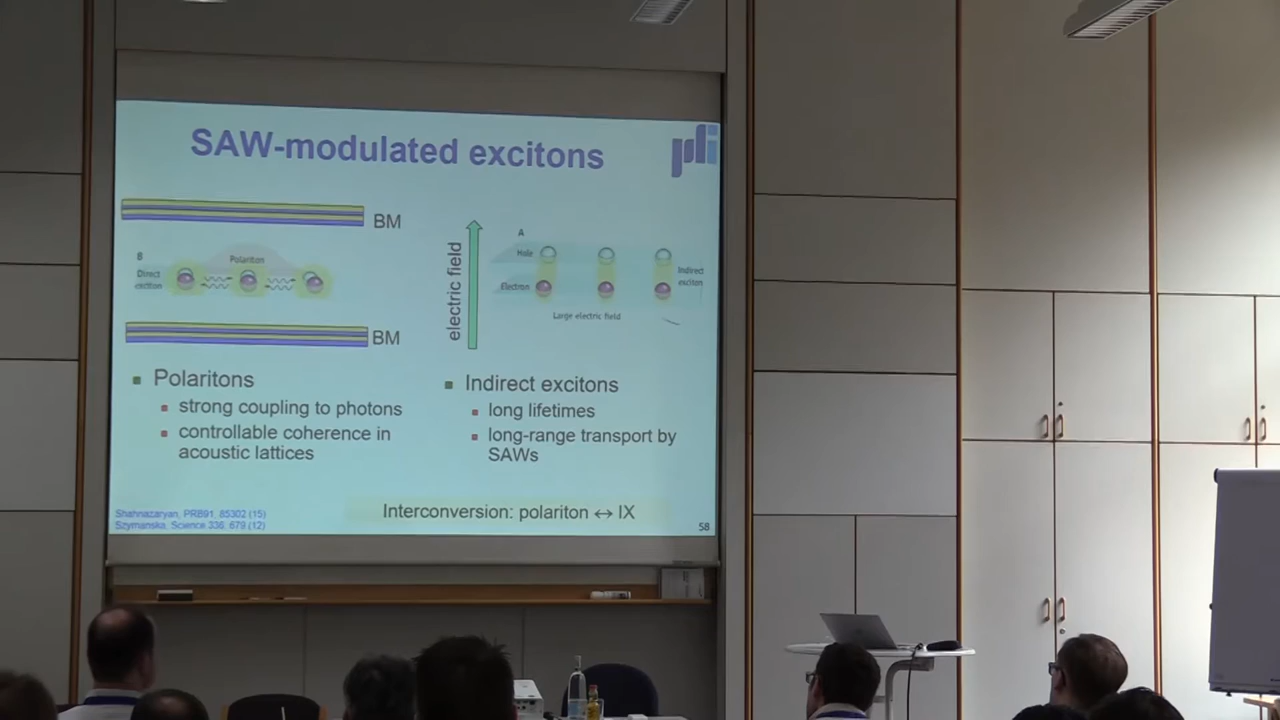 SAW-modulated excitons
pdi
BM
B
Direct
exciton
Polariton
BM
electric field
A
Hole
Electron
Indirect
exciton
Large electric field
Polaritons
strong coupling to photons
controllable coherence in
acoustic lattices
Indirect excitons
long lifetimes
long-range transport by
SAWs
Shahnazaryan, PRB91, 85302 (15)
Szymanska, Science 336, 679 (12)
Interconversion: polariton ↔ IX
58